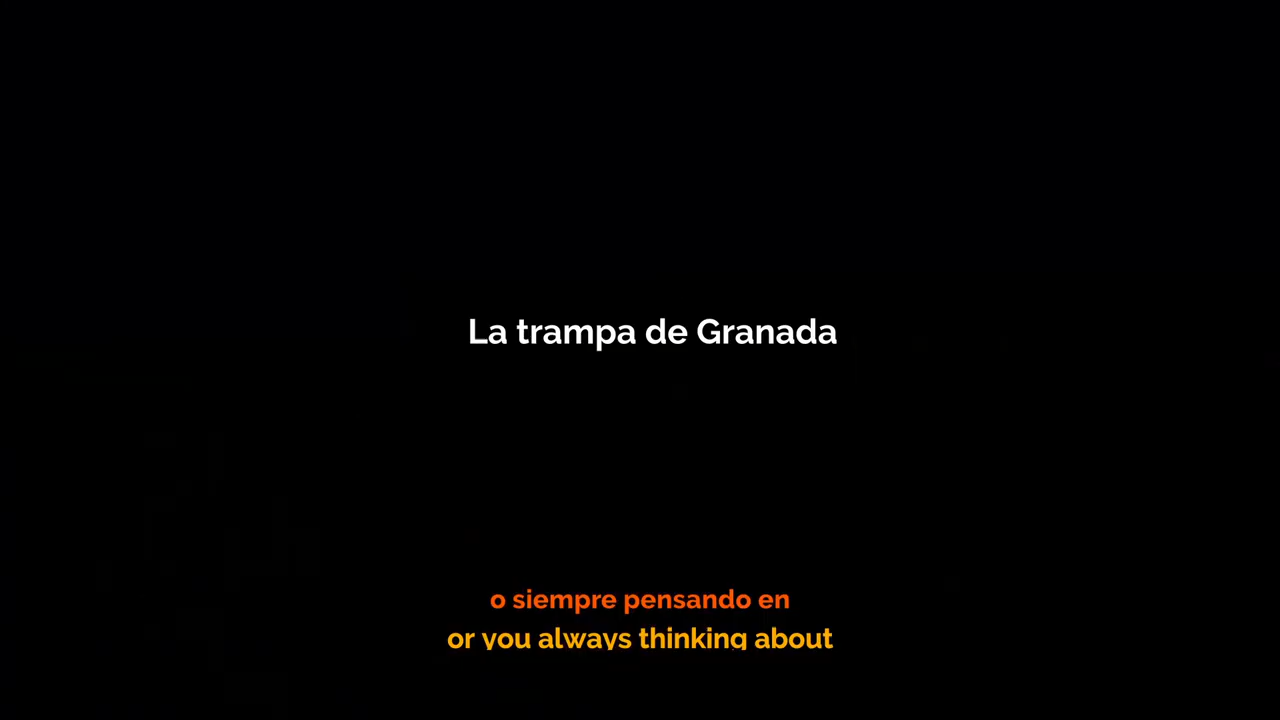 La trampa de Granada
o siempre pensando en
or you always thinking about